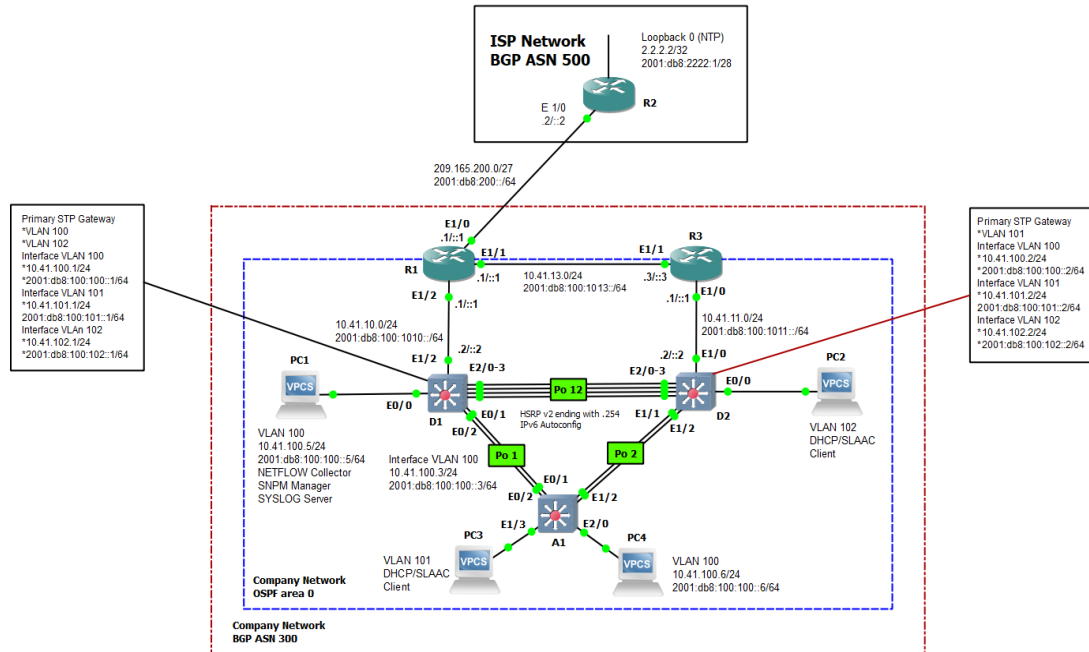 ISP Network
BGP ASN 500
Loopback 0 (NTP)
2.2.2.2/32
2001:db8:2222:1/28
E 1/0
.2/::2
R2
209.165.200.0/27
2001:db8:200::/64
Primary STP Gateway
*VLAN 100
*VLAN 102
Interface VLAN 100
*10.41.100.1/24
*2001:db8:100:100::1/64
Interface VLAN 101
*10.41.101.1/24
2001:db8:100:101::1/64
Interface VLAN 102
*10.41.102.1/24
*2001:db8:100:102::1/64
Primary STP Gateway
*VLAN 101
Interface VLAN 100
*10.41.100.2/24
*2001:db8:100:100::2/64
Interface VLAN 101
*10.41.101.2/24
2001:db8:100:101::2/64
Interface VLAN 102
*10.41.102.2/24
*2001:db8:100:102::2/64
E1/0
.1/::1
R1
E1/1
.1/::1
E1/2
.1/::1
10.41.13.0/24
2001:db8:100:1013::/64
R3
E1/1
.3/::3
E1/0
.1/::1
10.41.10.0/24
2001:db8:100:1010::/64
10.41.11.0/24
2001:db8:100:1011::/64
E1/2
.2/::2
E2/0-3
Po 12
E2/0-3
.2/::2
E1/0
PC1
VPCS
E0/0
D1
E0/1
E0/2
HSRP v2 ending with .254
IPv6 Autoconfig
E1/1
E1/2
D2
E0/0
PC2
VPCS
VLAN 102
DHCP/SLAAC
Client
VLAN 100
10.41.100.5/24
2001:db8:100:100::5/64
NETFLOW Collector
SNPM Manager
SYSLOG Server
Interface VLAN 100
10.41.100.3/24
2001:db8:100:100::3/64
Po 1
Po 2
E0/1
E0/2
E1/2
E1/3
A1
E2/0
PC3
VPCS
VLAN 101
DHCP/SLAAC
Client
PC4
VPCS
VLAN 100
10.41.100.6/24
2001:db8:100:100::6/64
Company Network
OSPF area 0
Company Network
BGP ASN 300